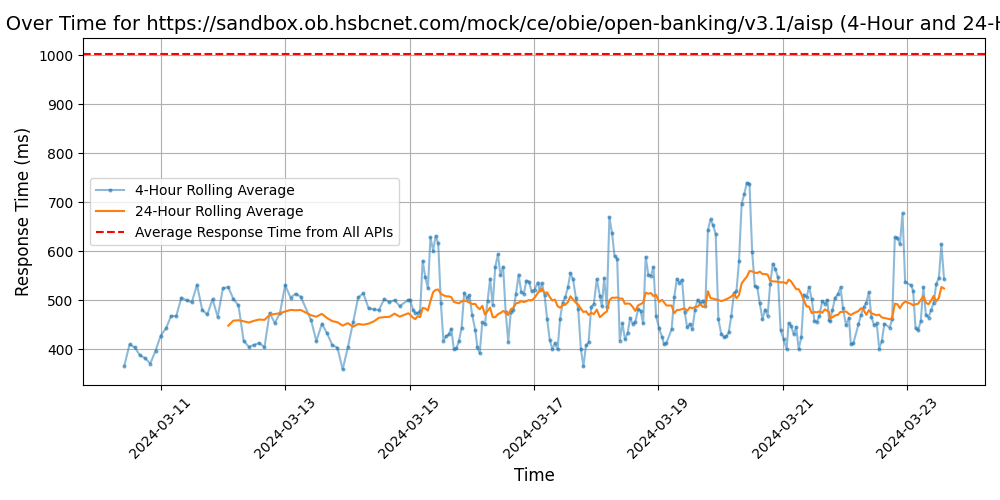 Over Time for https://sandbox.ob.hsbcnet.com/mock/ce/obie/open-banking/v3.1/aisp (4-Hour and 24-H
Response Time (ms)
1000
900
800
700
600
500
400
4-Hour Rolling Average
24-Hour Rolling Average
Average Response Time from All APIs
2024-03-11
2024-03-13
2024-03-15
2024-03-17
2024-03-19
2024-03-21
2024-03-23
Time